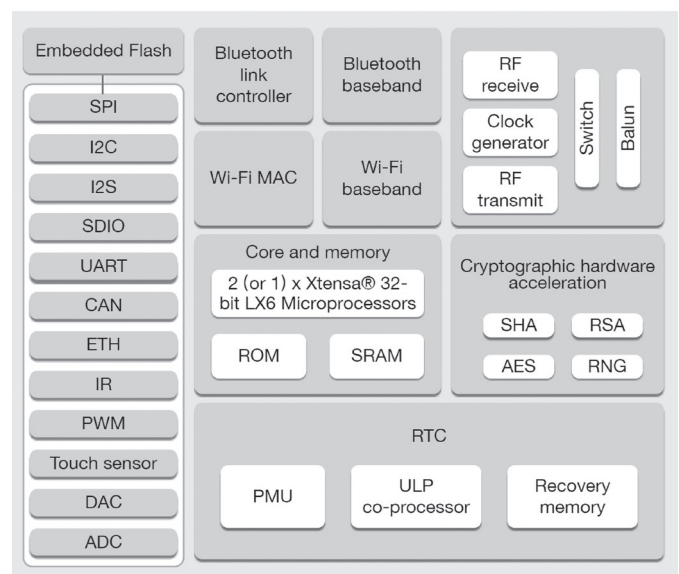 Embedded Flash
SPI
I2C
I2S
SDIO
UART
CAN
ETH
IR
PWM
Touch sensor
DAC
ADC
Bluetooth
link
controller
Bluetooth
baseband
Wi-Fi MAC
Wi-Fi
baseband
RF
receive
Clock
generator
RF
transmit
Switch
Balun
Core and memory
2 (or 1) x Xtensa® 32-
bit LX6 Microprocessors
ROM
SRAM
Cryptographic hardware
acceleration
SHA
RSA
AES
RNG
RTC
PMU
ULP
co-processor
Recovery
memory